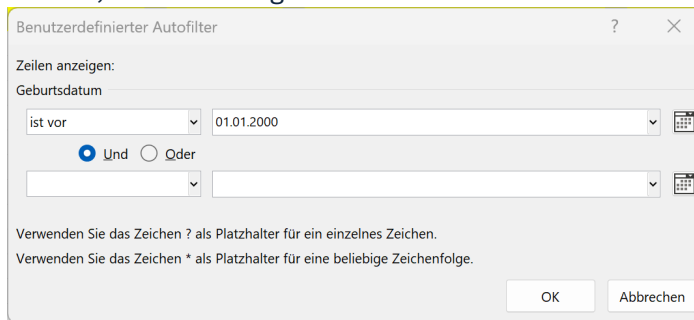 Benutzerdefinierter Autofilter ? ×
Zeilen anzeigen:
Geburtsdatum
ist vor 01.01.2000
Und Oder
Verwenden Sie das Zeichen ? als Platzhalter für ein einzelnes Zeichen.
Verwenden Sie das Zeichen * als Platzhalter für eine beliebige Zeichenfolge.
OK Abbrechen